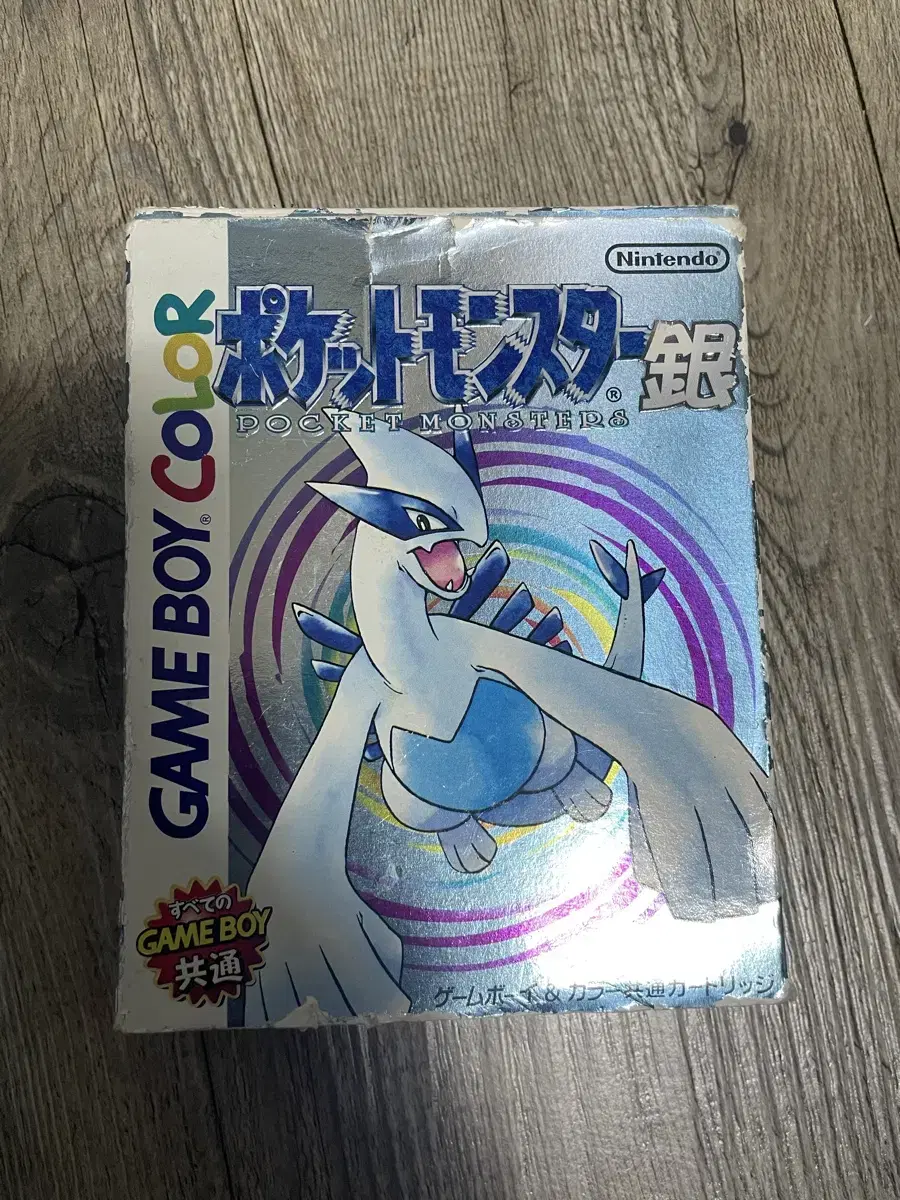 Nintendo
ポケットモンスター®銀
POCKET MONSTERS
GAME BOY® COLOR
すべての
GAME BOY
共通
ゲームボーイ&カラー共通カートリッジ